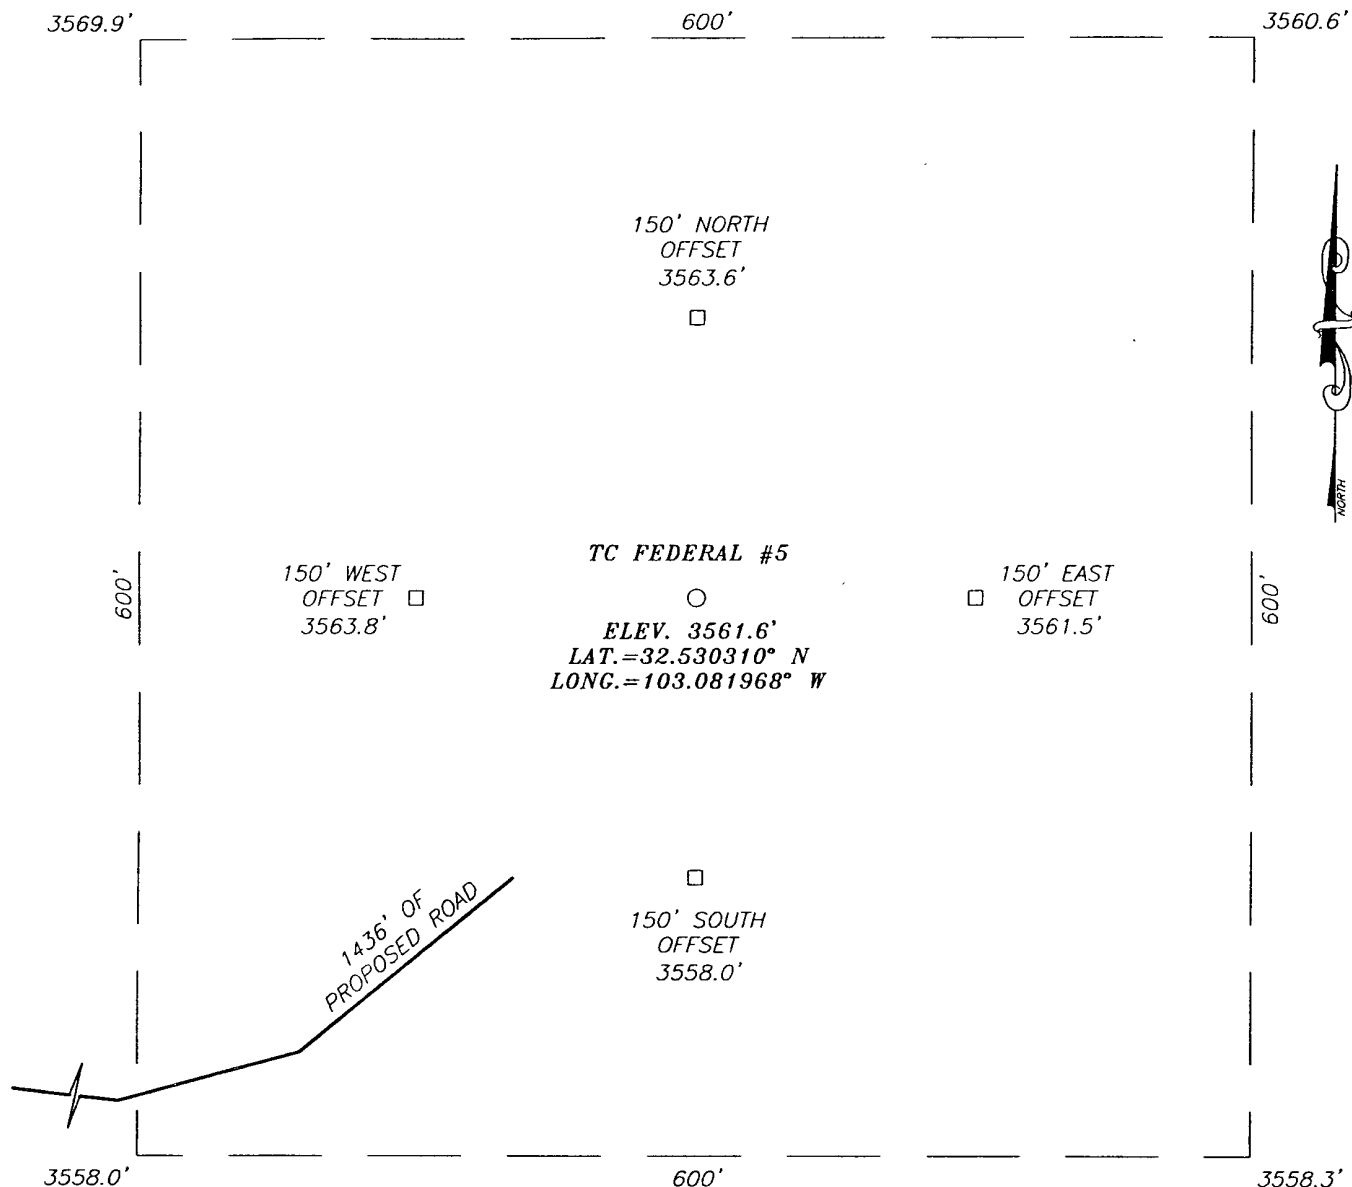 3569.9'
600'
3560.6'
150' NORTH
OFFSET
3563.6'
NORTH
TC FEDERAL #5
150' WEST
OFFSET
3563.8'
600'
ELEV. 3561.6'
LAT.=32.530310° N
LONG.=103.081968° W
150' EAST
OFFSET
3561.5'
600'
1436' OF
PROPOSED ROAD
150' SOUTH
OFFSET
3558.0'
3558.0'
600'
3558.3'